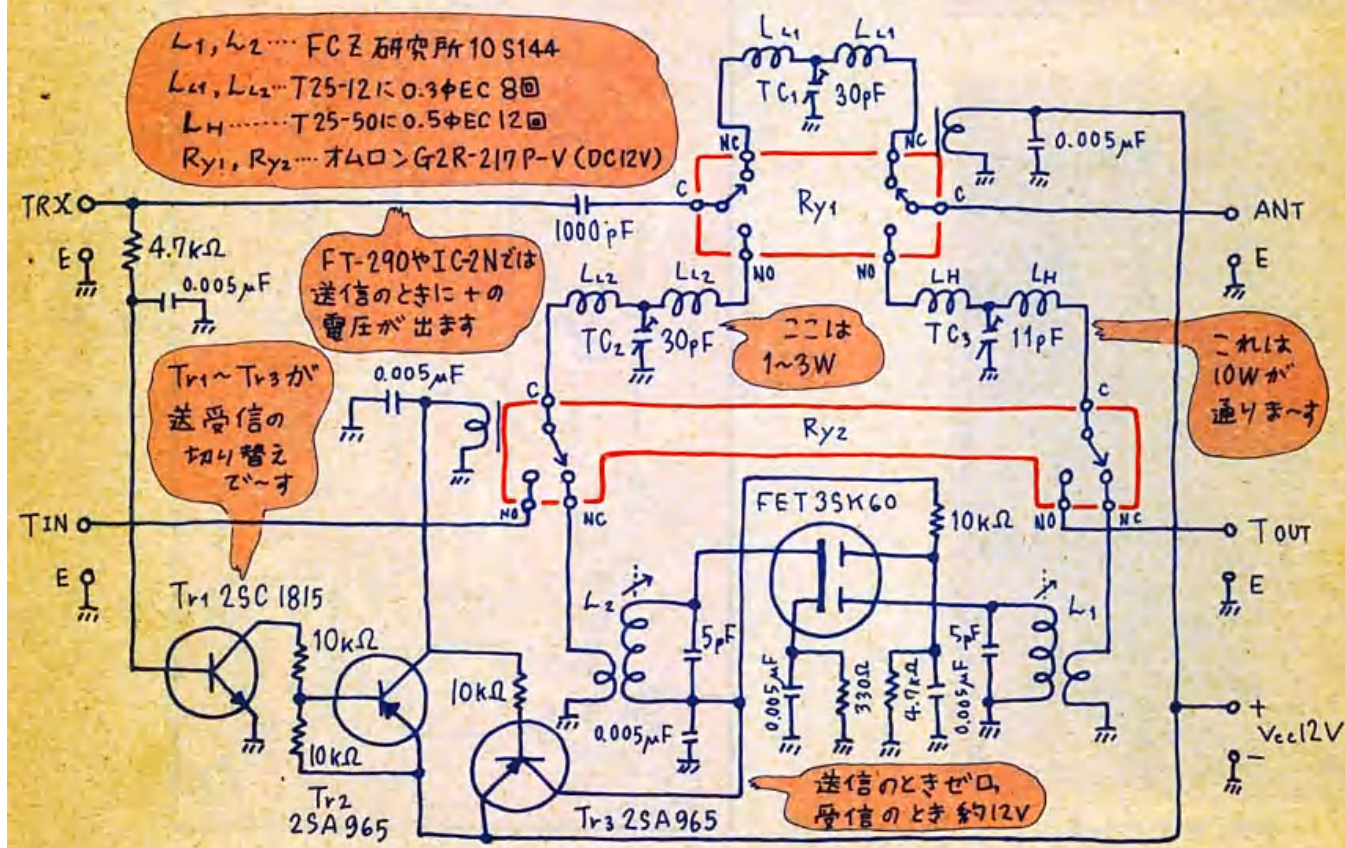 L1, L2‥‥ FCZ 研究所 10S144
LL1, LL2‥ T25-12に0.3φEC 8回
LH‥‥‥ T25-50に0.5φEC 12回
Ry1, Ry2‥‥オムロンG2R-217P-V (DC12V)
LL1
LL1
TC1
30pF
NC
NC
0.005μF
TRX
C
Ry1
C
ANT
1000pF
E
4.7kΩ
0.005μF
FT-290やIC-2Nでは
送信のときに+の
電圧が出ます
NO
NO
E
LL2
LL2
LH
LH
TC2
30pF
ここは
1~3W
TC3
11pF
これは
10Wが
通りま~す
Tr1~Tr3が
送受信の
切り替え
で~す
0.005μF
C
C
Ry2
TIN
NO
NC
FET3SK60
10kΩ
NO
NC
T OUT
E
E
Tr1 2SC1815
L2
L1
10kΩ
5pF
5pF
10kΩ
0.005μF
330Ω
4.7kΩ
0.005μF
0.005μF
+
Vcc12V
-
10kΩ
Tr2
2SA965
Tr3 2SA965
送信のときゼロ,
受信のとき約12V